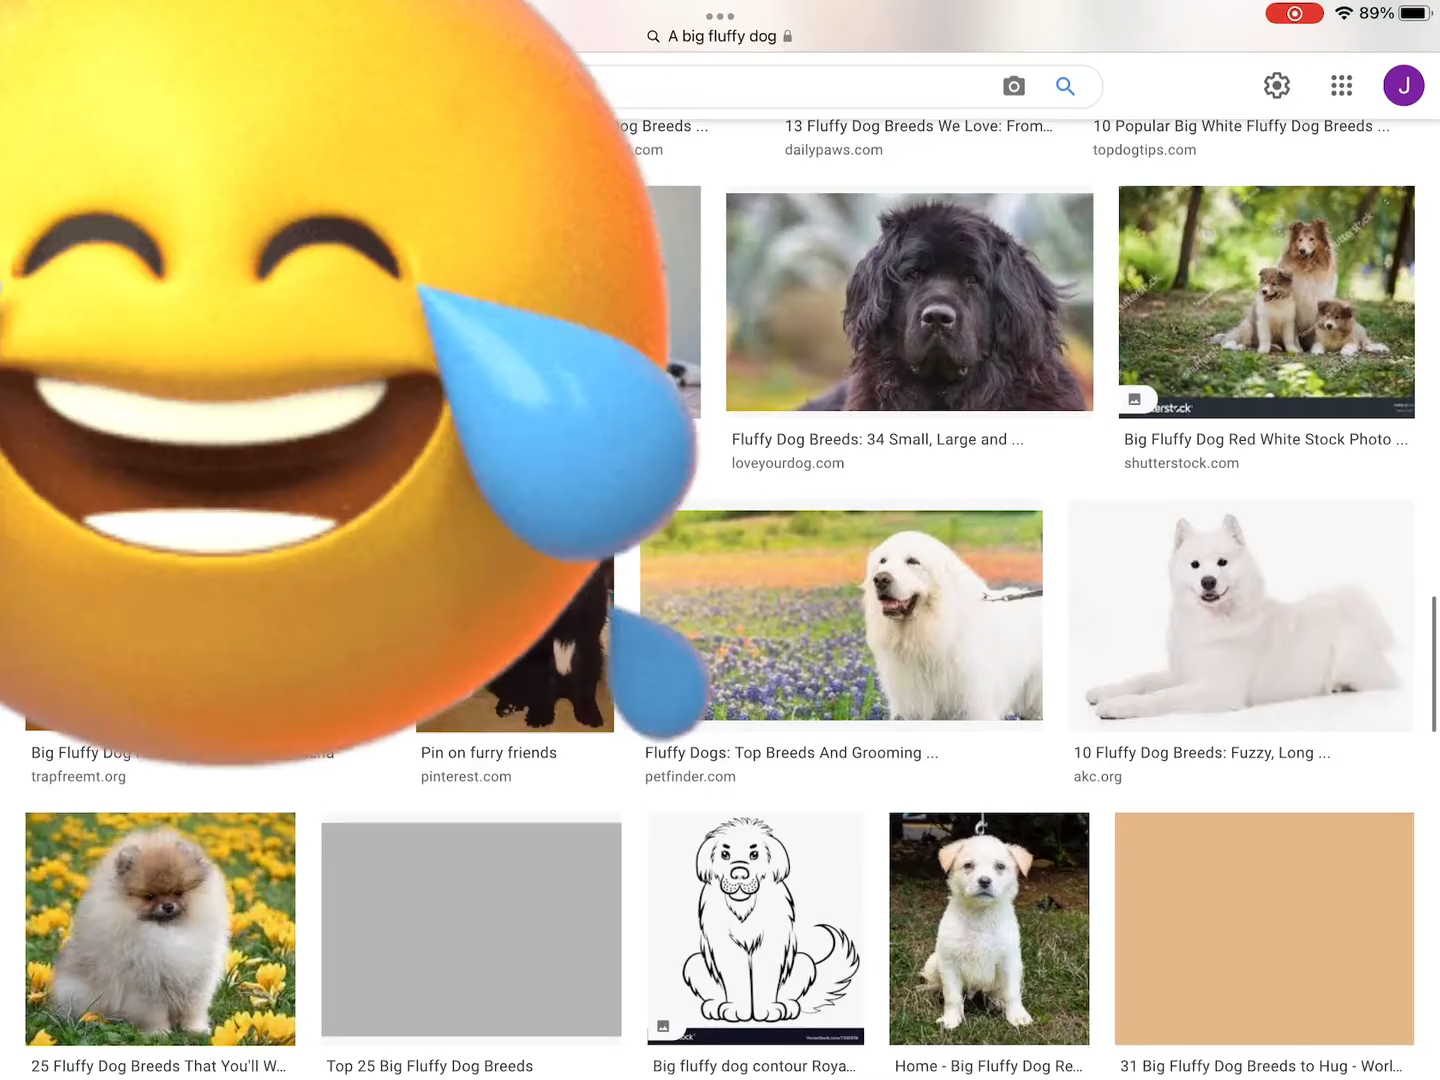 A big fluffy dog
89%
J
og Breeds ...
.com
13 Fluffy Dog Breeds We Love: From...
dailypaws.com
10 Popular Big White Fluffy Dog Breeds ...
topdogtips.com
Fluffy Dog Breeds: 34 Small, Large and ...
loveyourdog.com
Big Fluffy Dog Red White Stock Photo ...
shutterstock.com
Big Fluffy Dog
trapfreemt.org
Pin on furry friends
pinterest.com
Fluffy Dogs: Top Breeds And Grooming ...
petfinder.com
10 Fluffy Dog Breeds: Fuzzy, Long ...
akc.org
25 Fluffy Dog Breeds That You'll W...
Top 25 Big Fluffy Dog Breeds
Big fluffy dog contour Roya...
Home - Big Fluffy Dog Re...
31 Big Fluffy Dog Breeds to Hug - Worl...